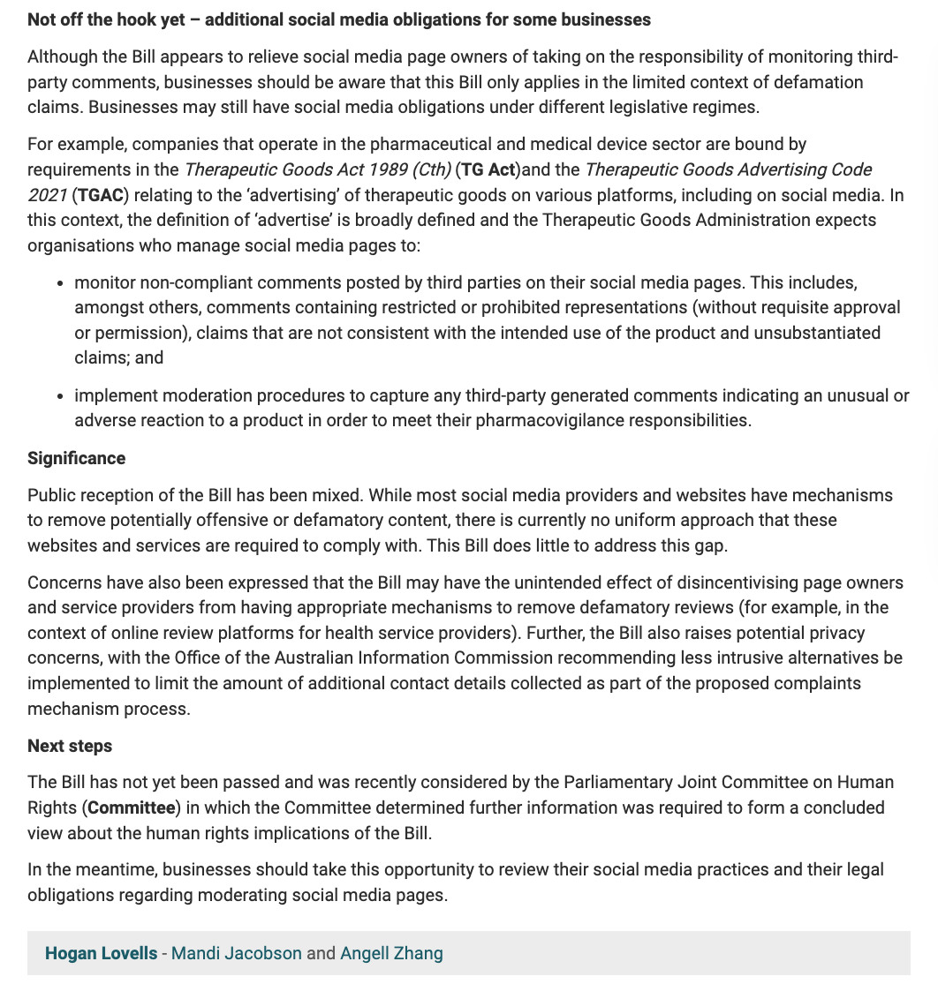 Not off the hook yet – additional social media obligations for some businesses
Although the Bill appears to relieve social media page owners of taking on the responsibility of monitoring third-
party comments, businesses should be aware that this Bill only applies in the limited context of defamation
claims. Businesses may still have social media obligations under different legislative regimes.
For example, companies that operate in the pharmaceutical and medical device sector are bound by
requirements in the Therapeutic Goods Act 1989 (Cth) (TG Act)and the Therapeutic Goods Advertising Code
2021 (TGAC) relating to the ‘advertising’ of therapeutic goods on various platforms, including on social media. In
this context, the definition of ‘advertise’ is broadly defined and the Therapeutic Goods Administration expects
organisations who manage social media pages to:
• monitor non-compliant comments posted by third parties on their social media pages. This includes,
amongst others, comments containing restricted or prohibited representations (without requisite approval
or permission), claims that are not consistent with the intended use of the product and unsubstantiated
claims; and
• implement moderation procedures to capture any third-party generated comments indicating an unusual or
adverse reaction to a product in order to meet their pharmacovigilance responsibilities.
Significance
Public reception of the Bill has been mixed. While most social media providers and websites have mechanisms
to remove potentially offensive or defamatory content, there is currently no uniform approach that these
websites and services are required to comply with. This Bill does little to address this gap.
Concerns have also been expressed that the Bill may have the unintended effect of disincentivising page owners
and service providers from having appropriate mechanisms to remove defamatory reviews (for example, in the
context of online review platforms for health service providers). Further, the Bill also raises potential privacy
concerns, with the Office of the Australian Information Commission recommending less intrusive alternatives be
implemented to limit the amount of additional contact details collected as part of the proposed complaints
mechanism process.
Next steps
The Bill has not yet been passed and was recently considered by the Parliamentary Joint Committee on Human
Rights (Committee) in which the Committee determined further information was required to form a concluded
view about the human rights implications of the Bill.
In the meantime, businesses should take this opportunity to review their social media practices and their legal
obligations regarding moderating social media pages.
Hogan Lovells - Mandi Jacobson and Angell Zhang